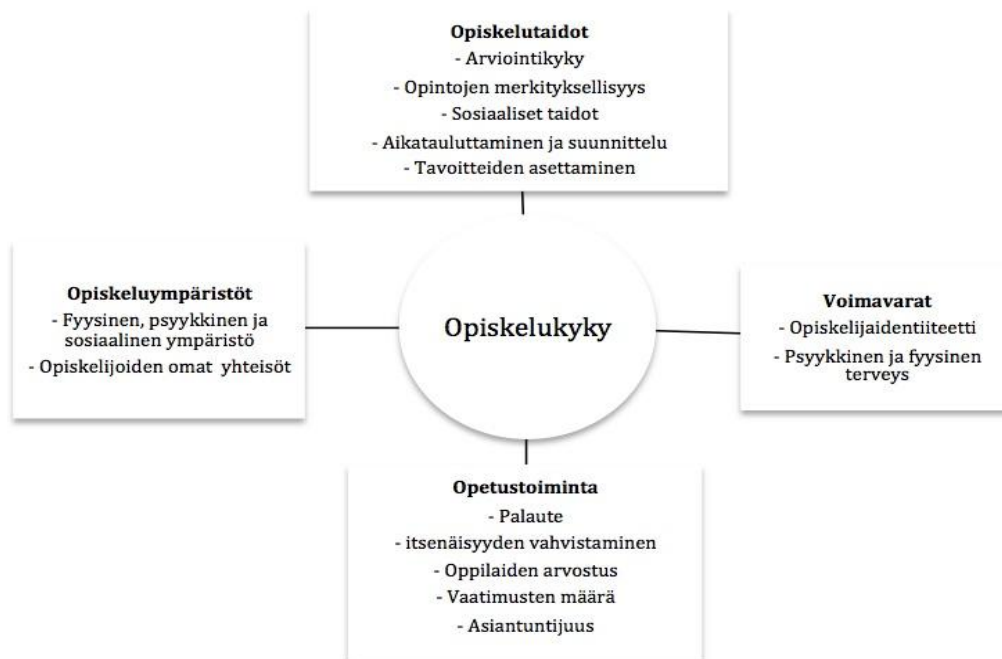 Opiskelutaidot
- Arviointikyky
- Opintojen merkityksellisyys
- Sosiaaliset taidot
- Aikatauluttaminen ja suunnittelu
- Tavoitteiden asettaminen
Opiskeluympäristöt
- Fyysinen, psyykkinen ja
sosiaalinen ympäristö
- Opiskelijoiden omat yhteisöt
Opiskelukyky
Voimavarat
- Opiskelijaidentiiteetti
- Psyykkinen ja fyysinen
terveys
Opetustoiminta
- Palaute
- itsenäisyyden vahvistaminen
- Oppilaiden arvostus
- Vaatimusten määrä
- Asiantuntijuus